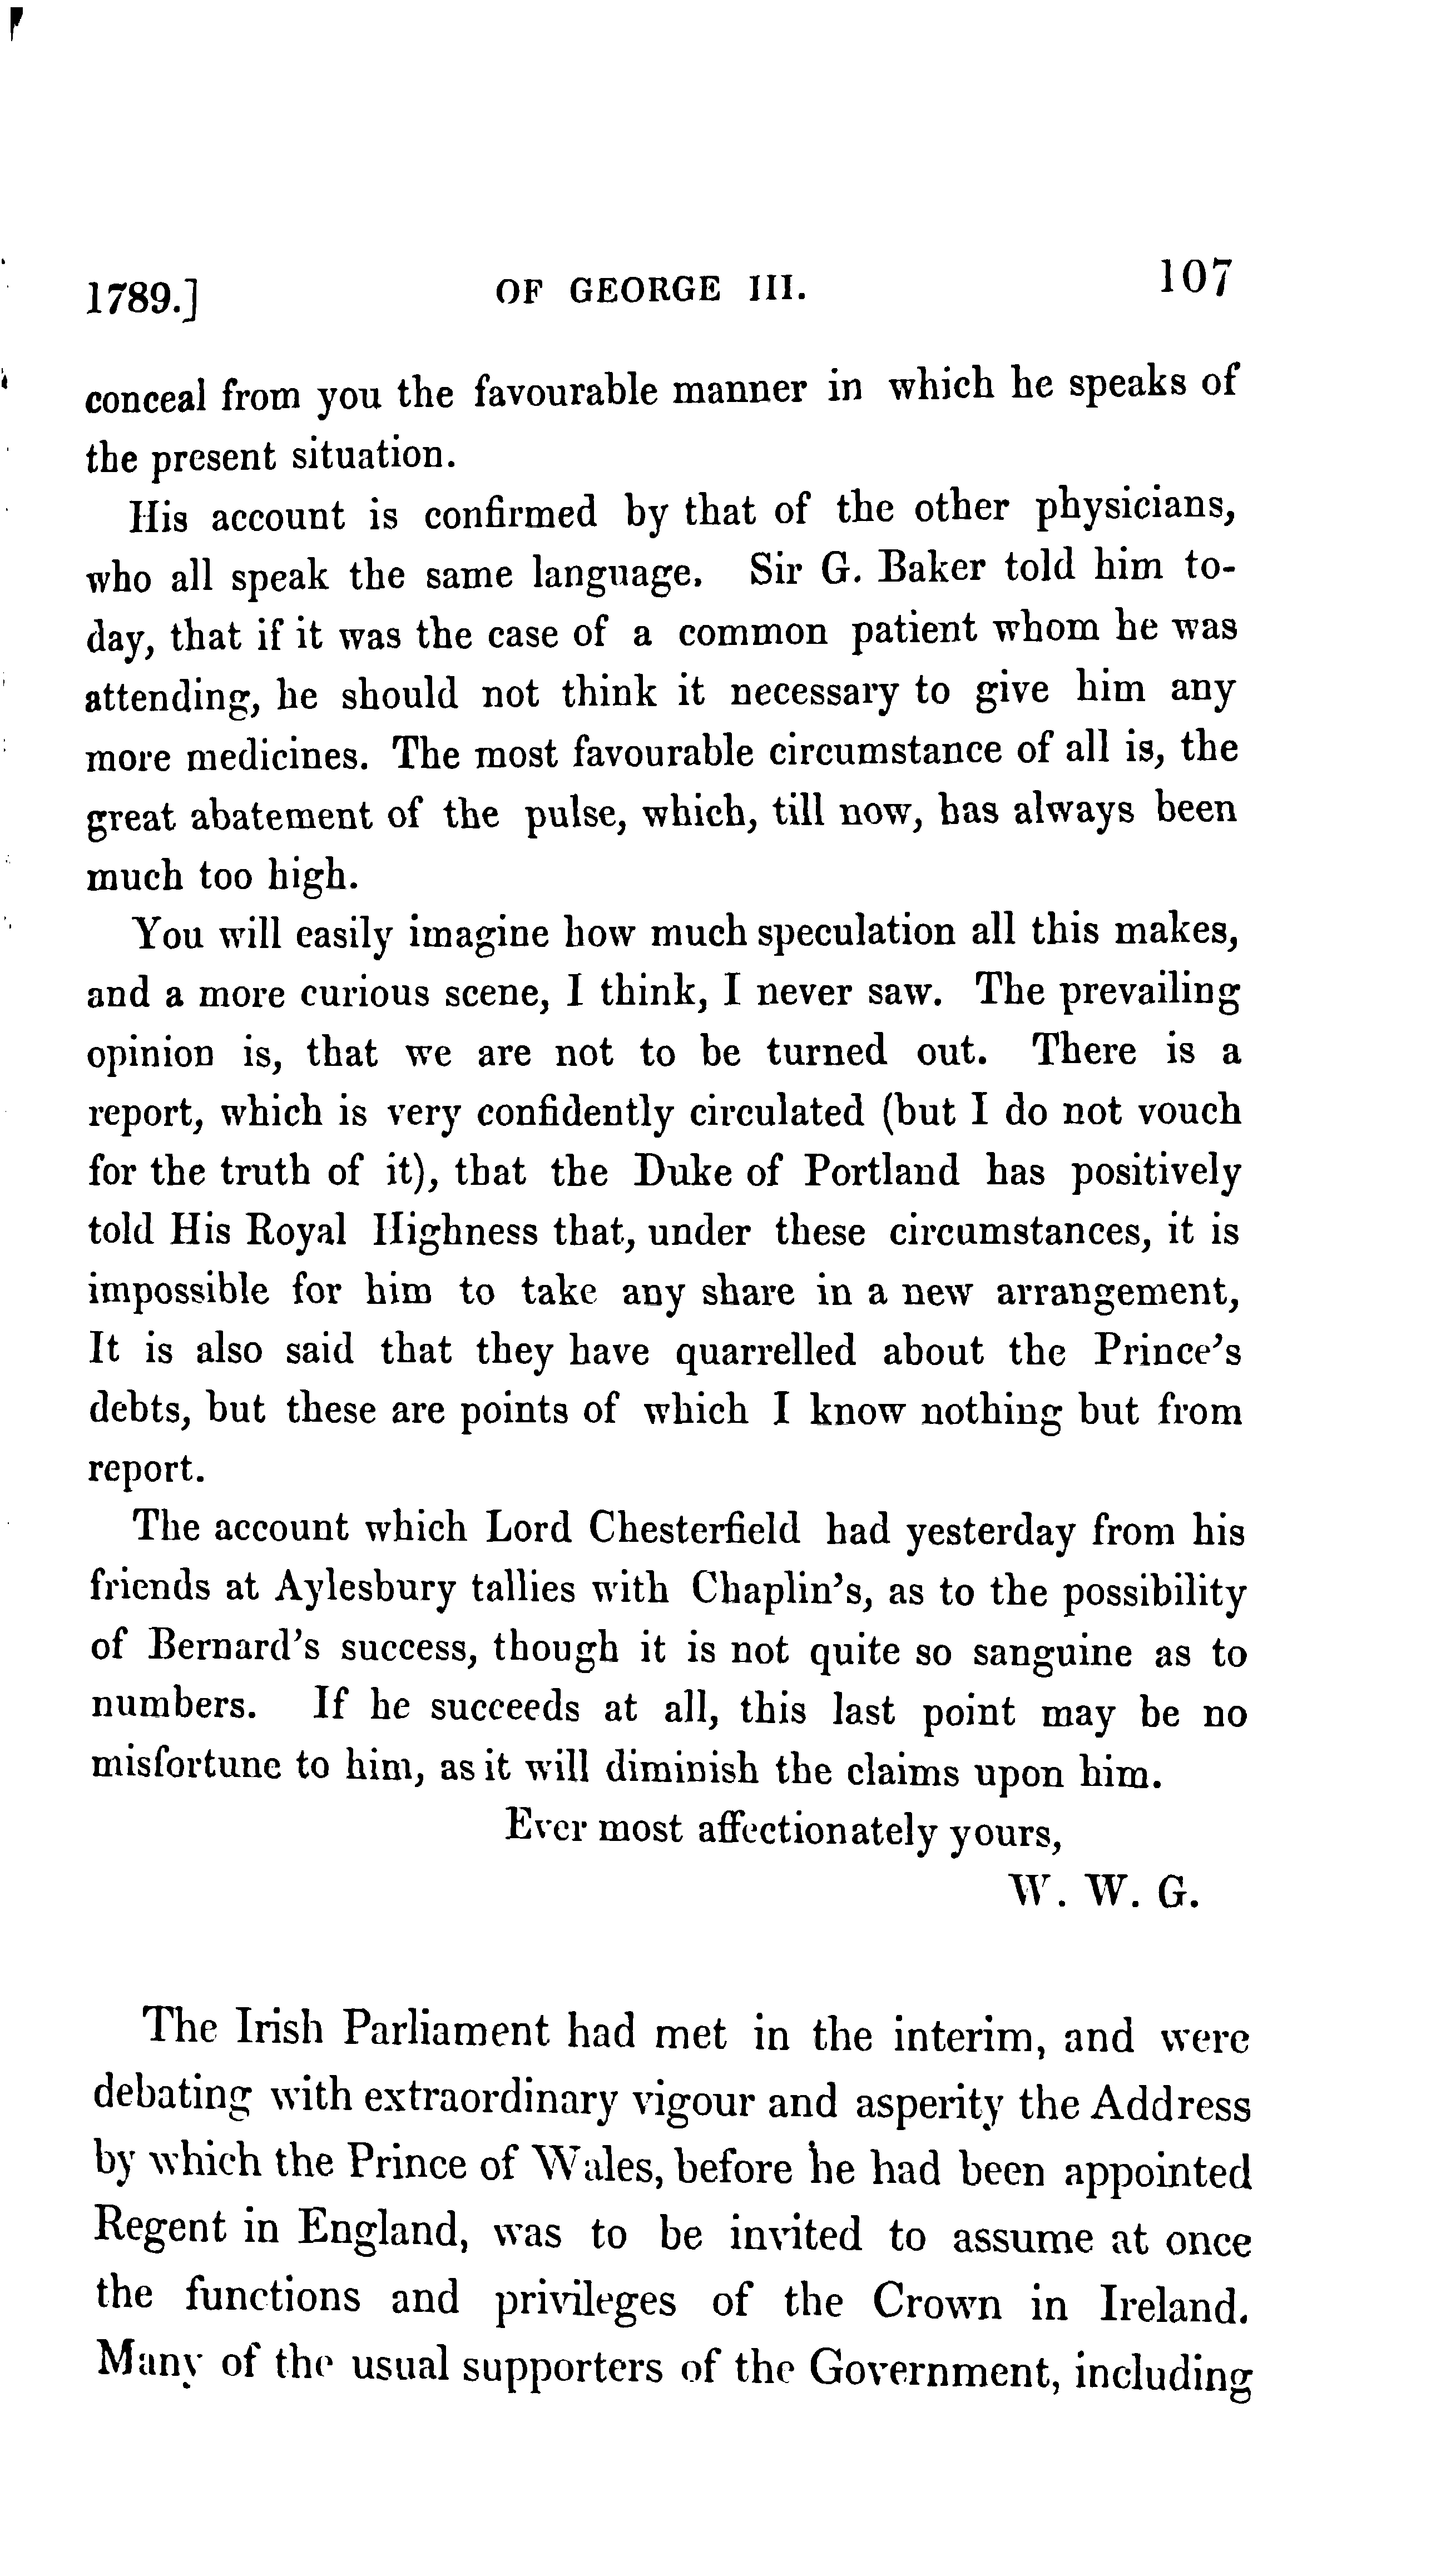 1789.] OF GEORGE III. 107
conceal from you the favourable manner in which he speaks of
the present situation.
His account is confirmed by that of the other physicians,
who all speak the same language. Sir G. Baker told him to-
day, that if it was the case of a common patient whom he was
attending, he should not think it necessary to give him any
more medicines. The most favourable circumstance of all is, the
great abatement of the pulse, which, till now, has always been
much too high.
You will easily imagine how much speculation all this makes,
and a more curious scene, I think, I never saw. The prevailing
opinion is, that we are not to be turned out. There is a
report, which is very confidently circulated (but I do not vouch
for the truth of it), that the Duke of Portland has positively
told His Royal Highness that, under these circumstances, it is
impossible for him to take any share in a new arrangement,
It is also said that they have quarrelled about the Prince's
debts, but these are points of which I know nothing but from
report.
The account which Lord Chesterfield had yesterday from his
friends at Aylesbury tallies with Chaplin's, as to the possibility
of Bernard's success, though it is not quite so sanguine as to
numbers. If he succeeds at all, this last point may be no
misfortune to him, as it will diminish the claims upon him.
Ever most affectionately yours,
W. W. G.
The Irish Parliament had met in the interim, and were
debating with extraordinary vigour and asperity the Address
by which the Prince of Wales, before he had been appointed
Regent in England, was to be invited to assume at once
the functions and privileges of the Crown in Ireland.
Many of the usual supporters of the Government, including